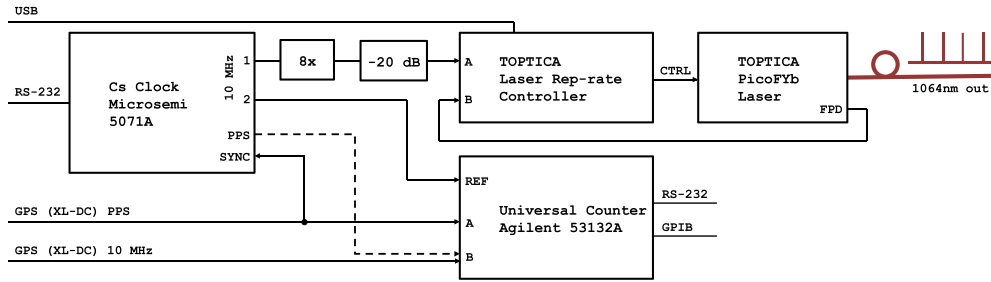 USB
RS-232
Cs Clock
Microsemi
5071A
10 MHz
1
2
PPS
SYNC
8x
-20 dB
A
B
TOPTICA
Laser Rep-rate
Controller
CTRL
TOPTICA
PicoFYb
Laser
FPD
1064nm out
GPS (XL-DC) PPS
GPS (XL-DC) 10 MHz
REF
A
B
Universal Counter
Agilent 53132A
RS-232
GPIB